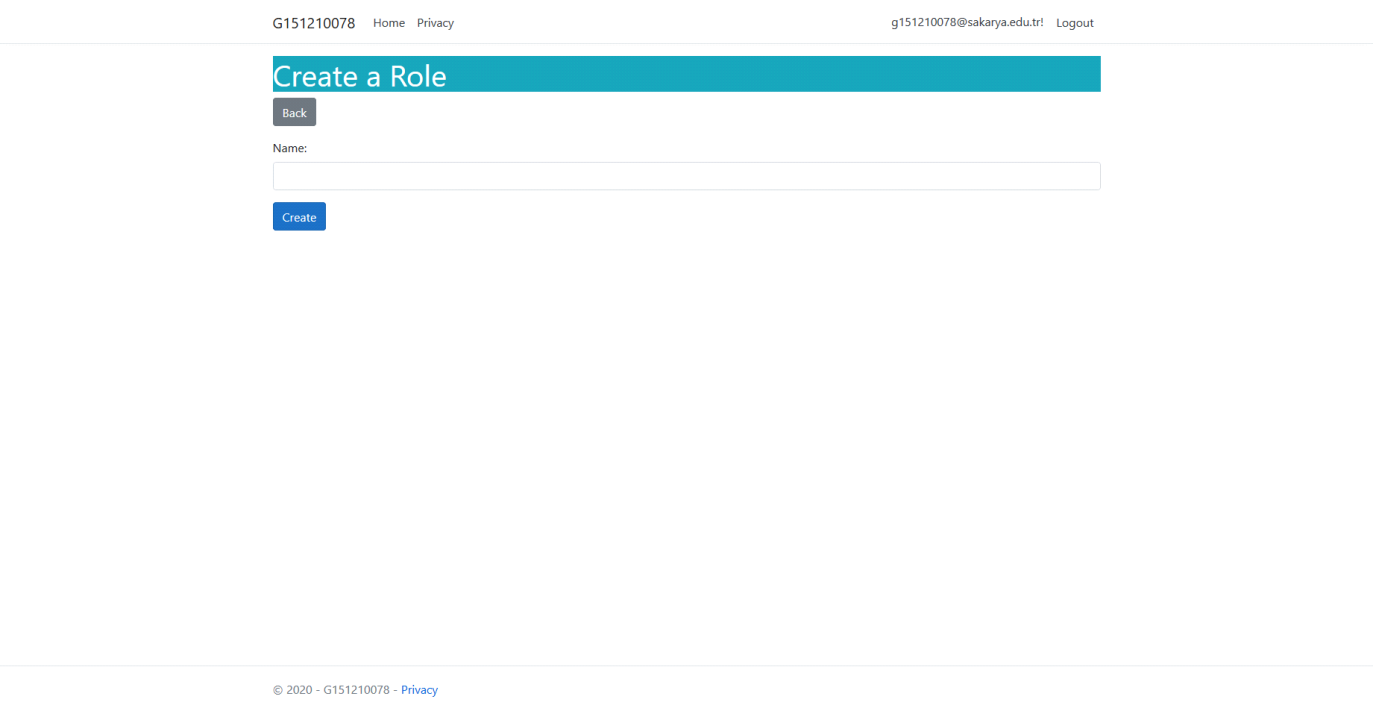 G151210078 Home Privacy g151210078@sakarya.edu.tr! Logout
Create a Role
Back
Name:
Create
© 2020 - G151210078 - Privacy